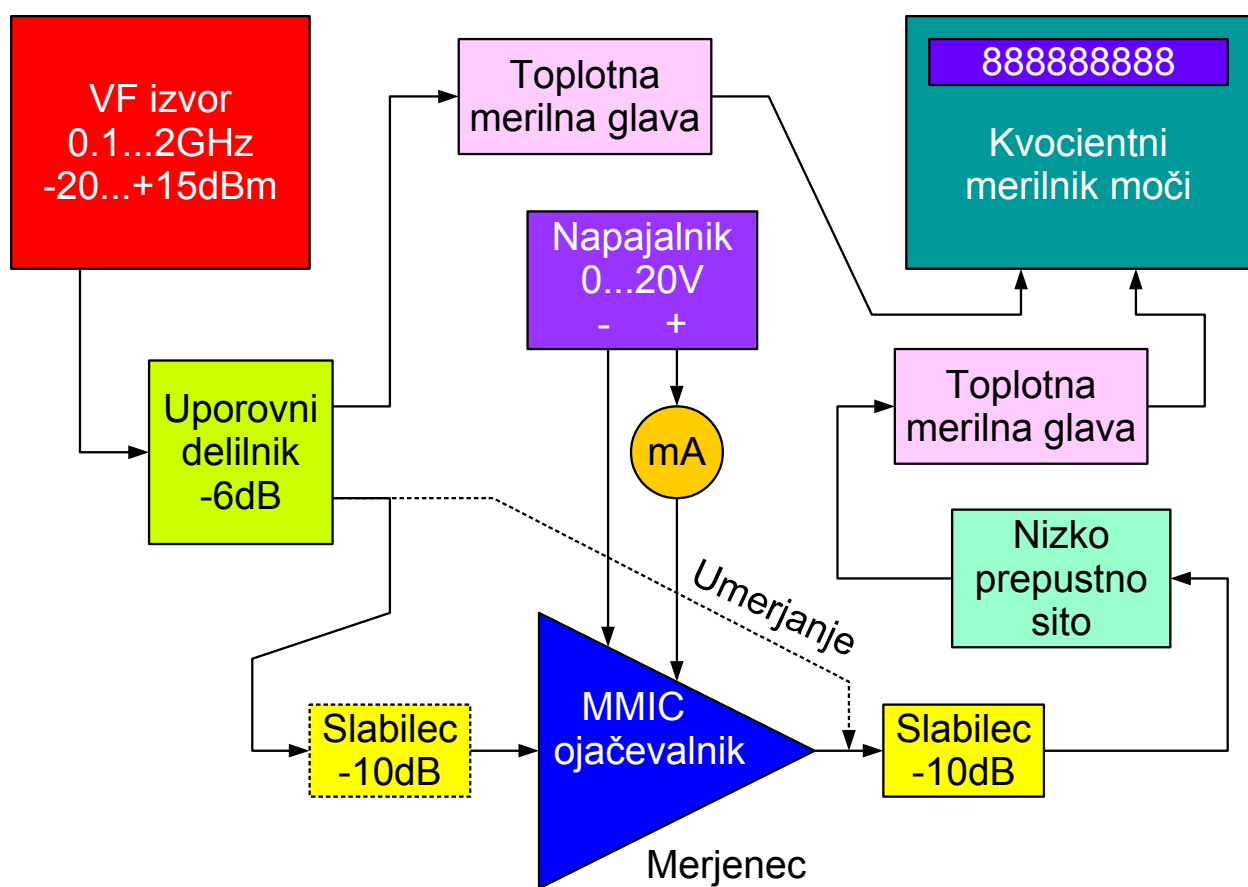 VF izvor
0.1...2GHz
-20...+15dBm
Toplotna
merilna glava
888888888
Kvocientni
merilnik moči
Napajalnik
0...20V
- +
Uporovni
delilnik
-6dB
mA
Toplotna
merilna glava
Nizko
prepustno
sito
Umerjanje
Slabilec
-10dB
MMIC
ojačevalnik
Slabilec
-10dB
Merjenec